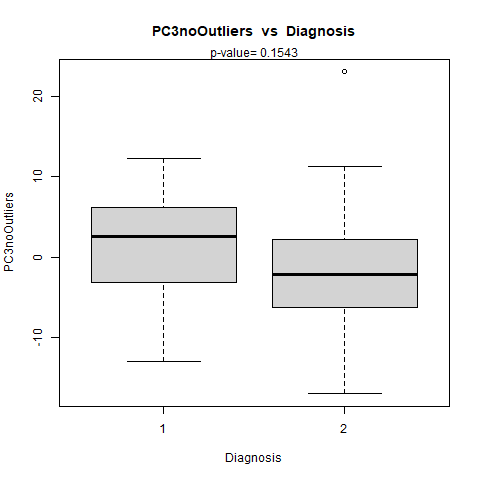 PC3noOutliers vs Diagnosis
p-value= 0.1543
20
10
0
-10
PC3noOutliers
1 2
Diagnosis